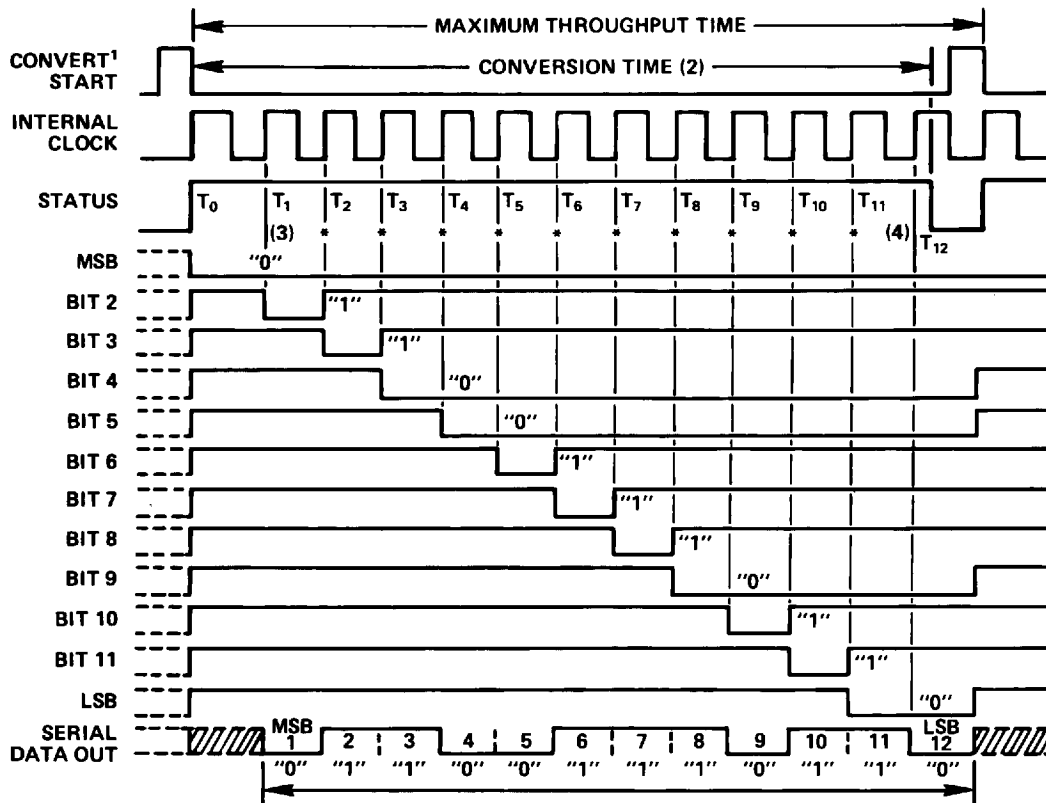 MAXIMUM THROUGHPUT TIME
CONVERT¹ START
CONVERSION TIME (2)
INTERNAL CLOCK
STATUS
T₀ T₁ T₂ T₃ T₄ T₅ T₆ T₇ T₈ T₉ T₁₀ T₁₁
(3) * * * * * * * * * * (4) T₁₂
MSB "0"
BIT 2 "1"
BIT 3 "1"
BIT 4 "0"
BIT 5 "0"
BIT 6 "1"
BIT 7 "1"
BIT 8 "1"
BIT 9 "0"
BIT 10 "1"
BIT 11 "1"
LSB "0"
SERIAL DATA OUT
MSB LSB
1 2 3 4 5 6 7 8 9 10 11 12
"0" "1" "1" "0" "0" "1" "1" "1" "0" "1" "1" "0"